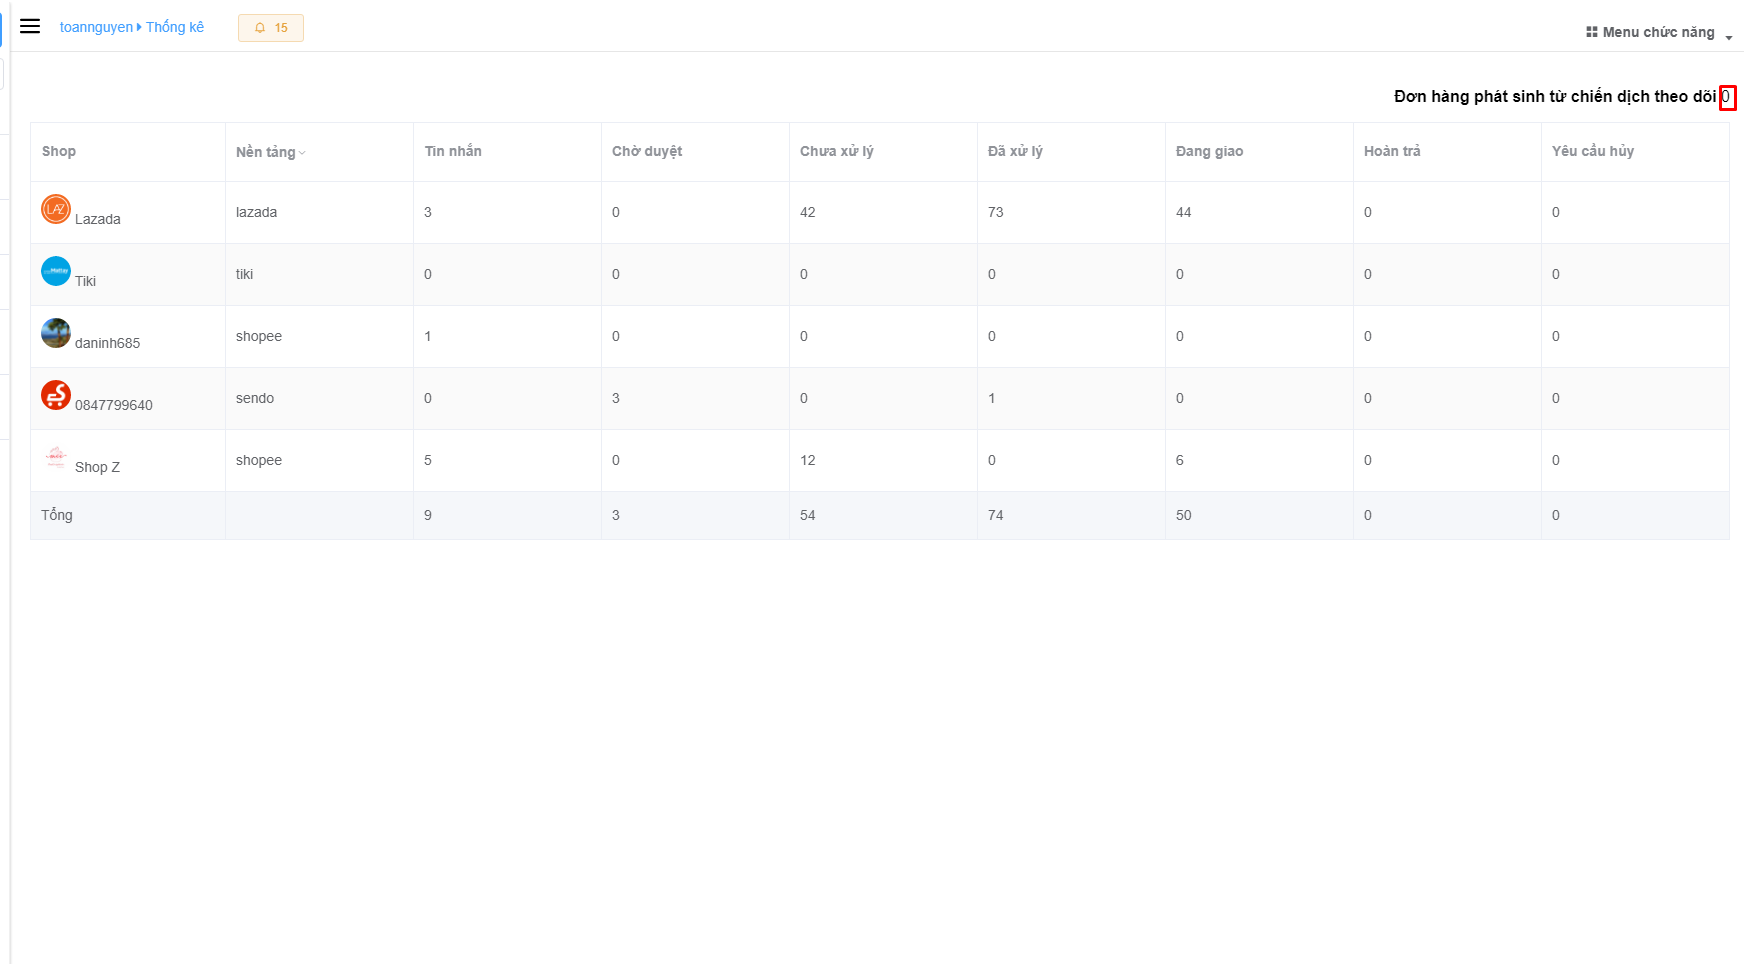 toannguyen Thống kê 15 Menu chức năng
Đơn hàng phát sinh từ chiến dịch theo dõi 0
Shop Nền tảng Tin nhắn Chờ duyệt Chưa xử lý Đã xử lý Đang giao Hoàn trả Yêu cầu hủy
LAZ Lazada lazada 3 0 42 73 44 0 0
Tiki tiki 0 0 0 0 0 0 0
daninh685 shopee 1 0 0 0 0 0 0
0847799640 sendo 0 3 0 1 0 0 0
Shop Z shopee 5 0 12 0 6 0 0
Tổng 9 3 54 74 50 0 0